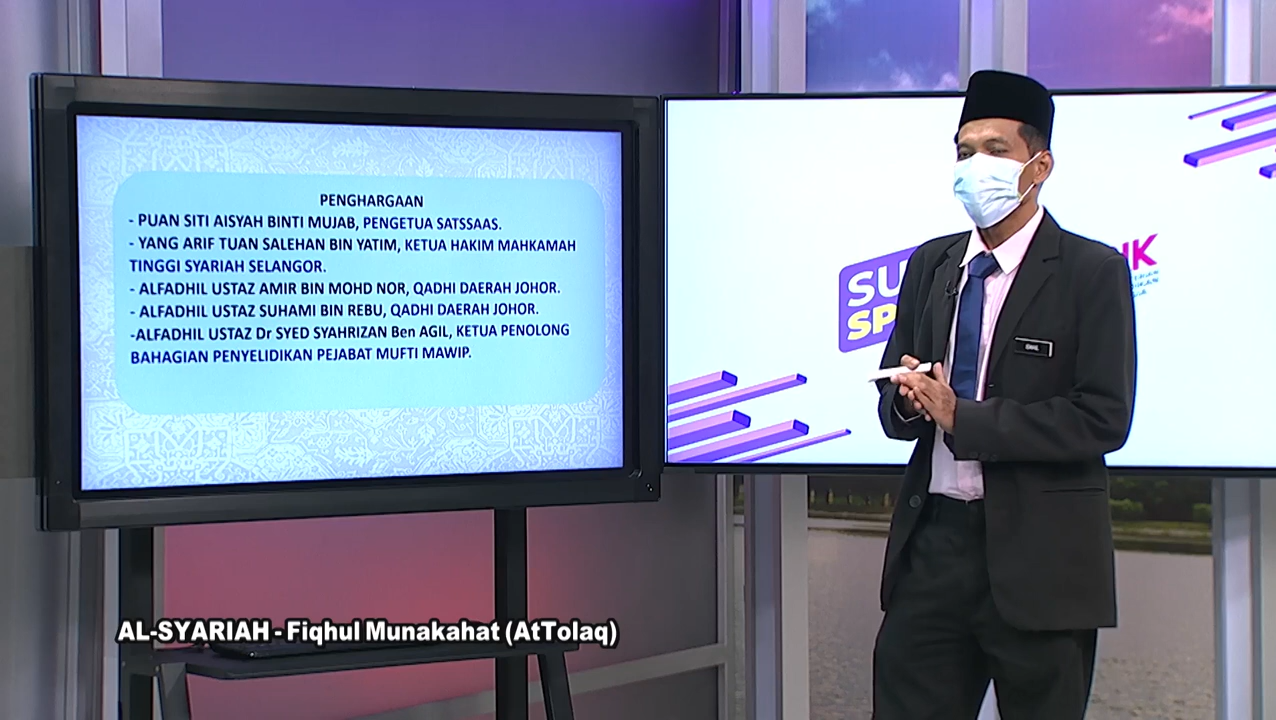 PENGHARGAAN
- PUAN SITI AISYAH BINTI MUJAB, PENGETUA SATSSAAS.
- YANG ARIF TUAN SALEHAN BIN YATIM, KETUA HAKIM MAHKAMAH
TINGGI SYARIAH SELANGOR.
- ALFADHIL USTAZ AMIR BIN MOHD NOR, QADHI DAERAH JOHOR.
- ALFADHIL USTAZ SUHAMI BIN REBU, QADHI DAERAH JOHOR.
-ALFADHIL USTAZ Dr SYED SYAHRIZAN Ben AGIL, KETUA PENOLONG
BAHAGIAN PENYELIDIKAN PEJABAT MUFTI MAWIP.
SU
SP
AL-SYARIAH - Fiqhul Munakahat (AtTolaq)